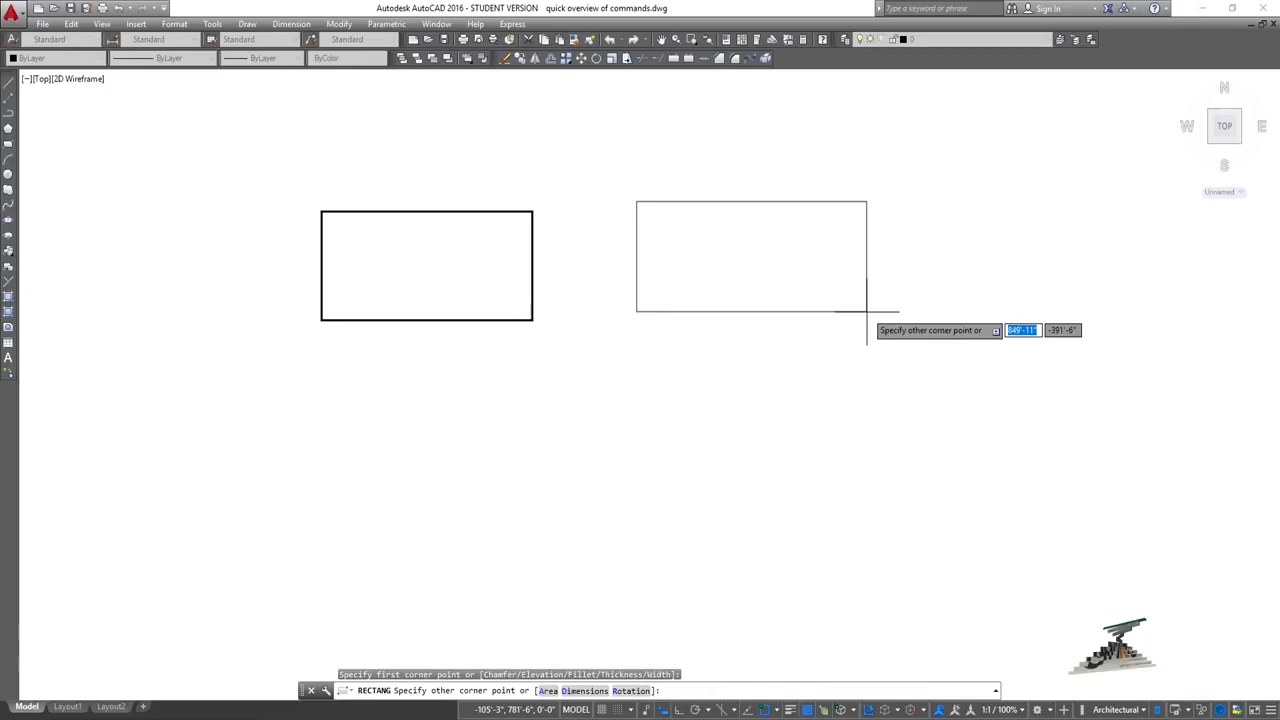 Autodesk AutoCAD 2016 - STUDENT VERSION quick overview of commands.dwg
Type a keyword or phrase
Sign In
File Edit View Insert Format Tools Draw Dimension Modify Parametric Window Help Express
Standard Standard Standard Standard 0
ByLayer ByLayer ByLayer ByColor
[−][Top][2D Wireframe]
N
W TOP E
S
Unnamed
Specify other corner point or 849'-11" -391'-6"
Specify first corner point or [Chamfer/Elevation/Fillet/Thickness/Width]:
RECTANG Specify other corner point or [Area Dimensions Rotation]:
Model Layout1 Layout2 + -105'-3", 781'-6", 0'-0" MODEL 1:1 / 100% Architectural